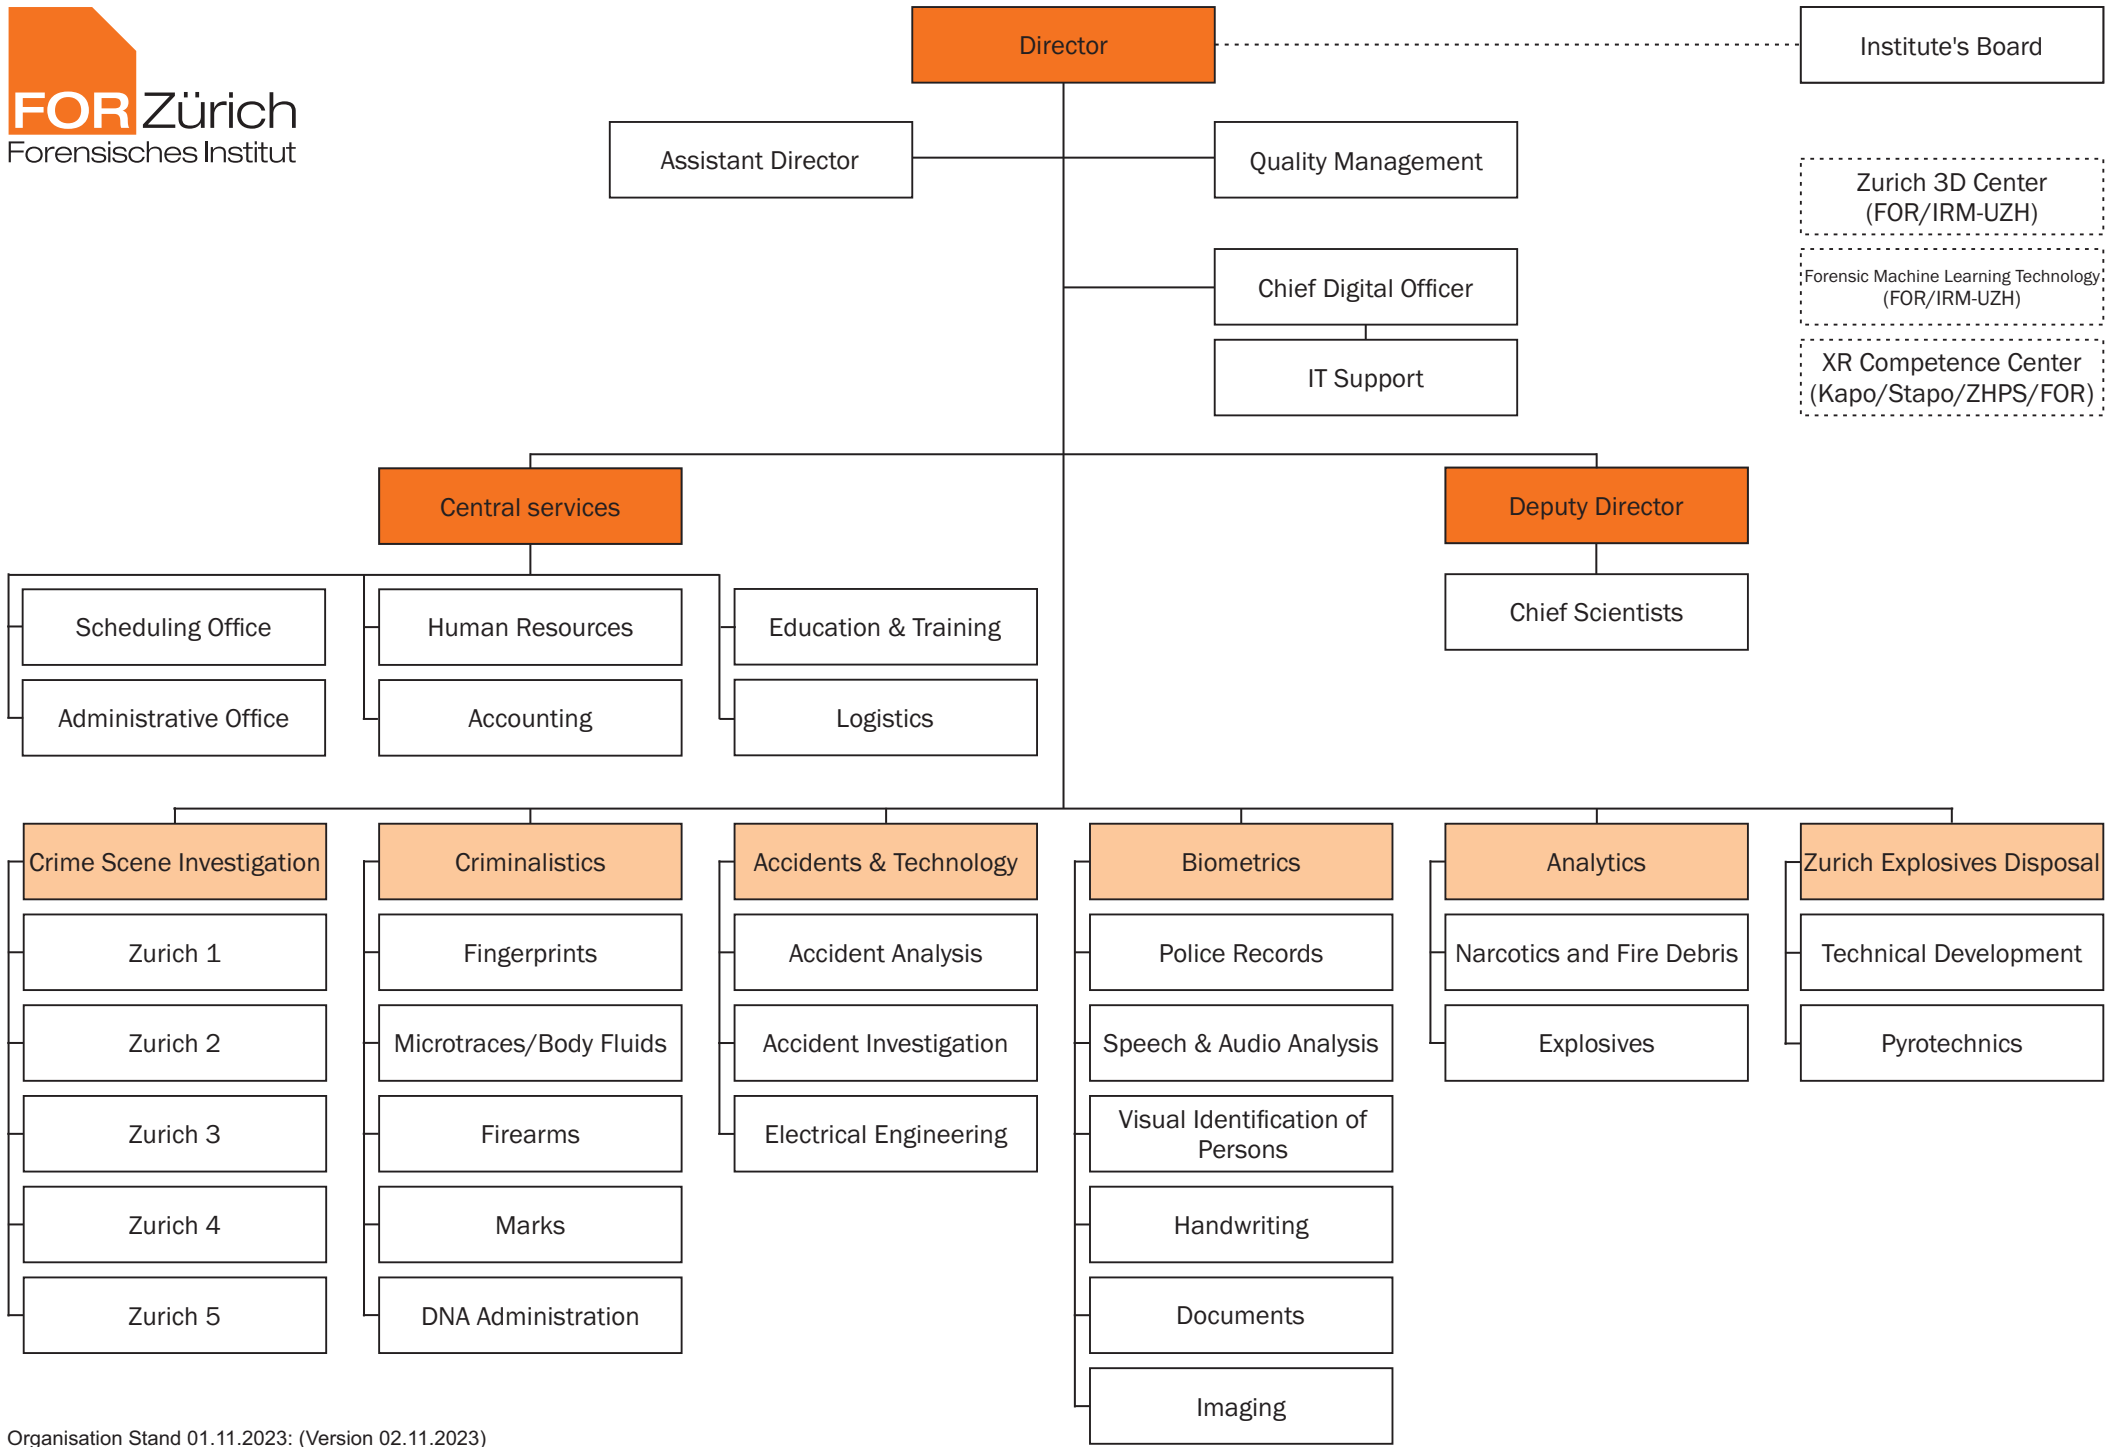 Director
Institute's Board
FOR Zürich
Forensisches Institut
Assistant Director
Quality Management
Zurich 3D Center
(FOR/IRM-UZH)
Chief Digital Officer
Forensic Machine Learning Technology
(FOR/IRM-UZH)
IT Support
XR Competence Center
(Kapo/Stapo/ZHPS/FOR)
Central services
Deputy Director
Scheduling Office
Human Resources
Education & Training
Chief Scientists
Administrative Office
Accounting
Logistics
Crime Scene Investigation
Zurich 1
Zurich 2
Zurich 3
Zurich 4
Zurich 5
Criminalistics
Fingerprints
Microtraces/Body Fluids
Firearms
Marks
DNA Administration
Accidents & Technology
Accident Analysis
Accident Investigation
Electrical Engineering
Biometrics
Police Records
Speech & Audio Analysis
Visual Identification of
Persons
Handwriting
Documents
Imaging
Analytics
Narcotics and Fire Debris
Explosives
Zurich Explosives Disposal
Technical Development
Pyrotechnics
Organisation Stand 01.11.2023: (Version 02.11.2023)